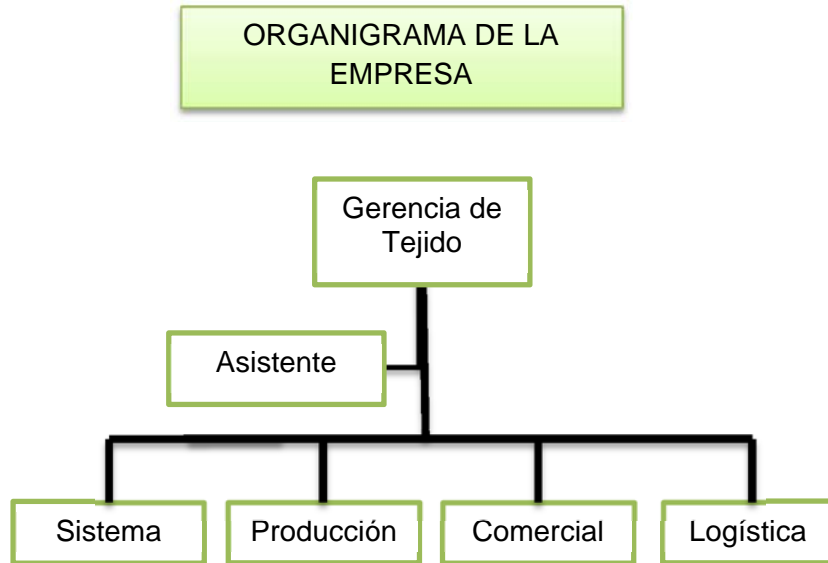 ORGANIGRAMA DE LA
EMPRESA
Gerencia de
Tejido
Asistente
Sistema
Producción
Comercial
Logística